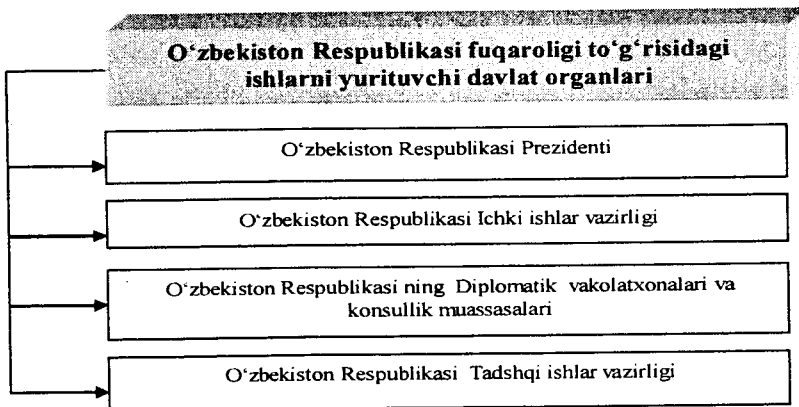 O‘zbekiston Respublikasi fuqaroligi to‘g‘risidagi
ishlarni yurituvchi davlat organlari
O‘zbekiston Respublikasi Prezidenti
O‘zbekiston Respublikasi Ichki ishlar vazirligi
O‘zbekiston Respublikasi ning Diplomatik vakolatxonalari va
konsullik muassasalari
O‘zbekiston Respublikasi Tadshqi ishlar vazirligi